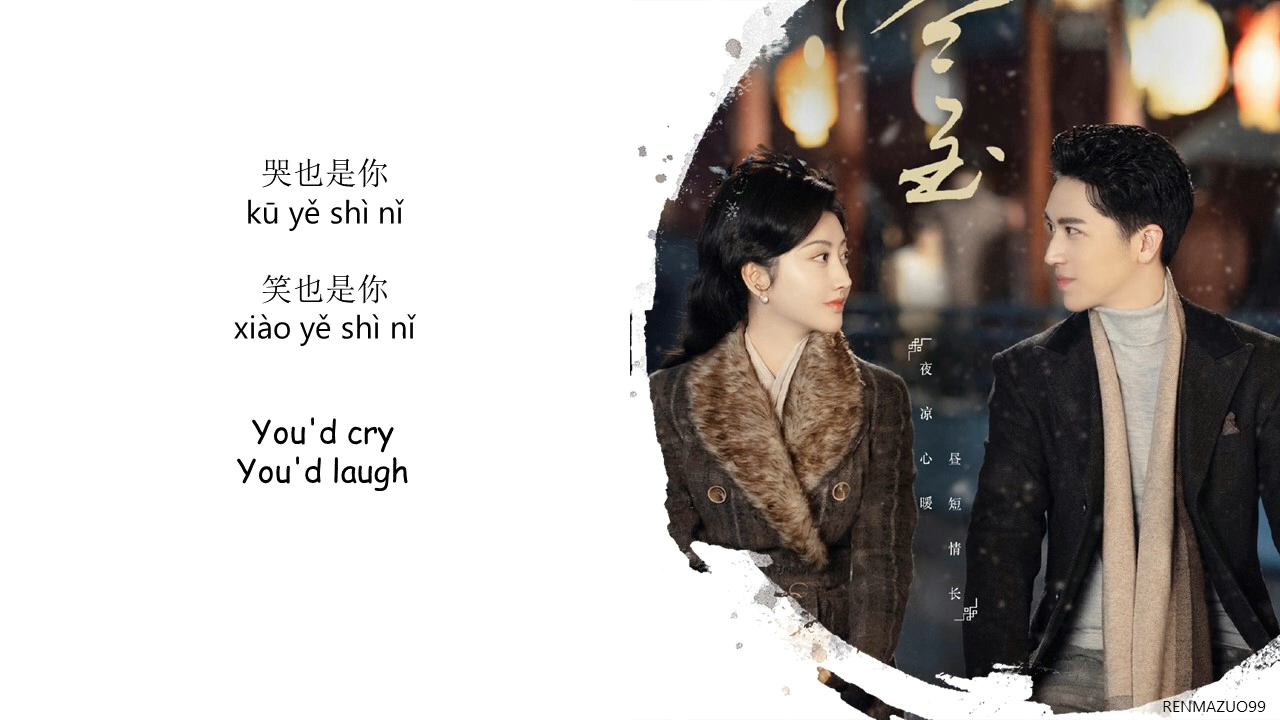 哭也是你
kū yě shì nǐ
笑也是你
xiào yě shì nǐ
You'd cry
You'd laugh
昼短情长
夜凉心暖
RENMAZUO99